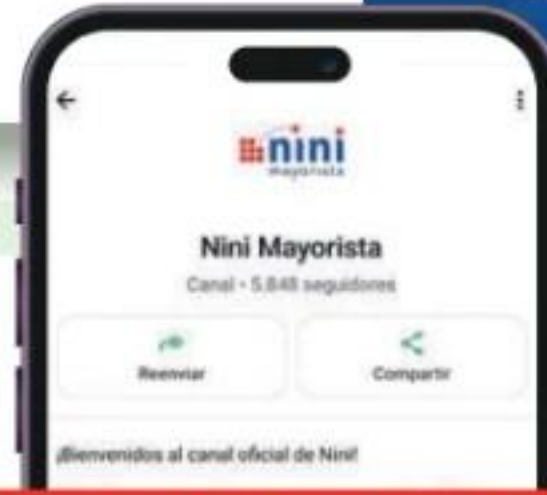 nini
mayorista
Nini Mayorista
Canal • 5.848 seguidores
Reenviar
Compartir
¡Bienvenidos al canal oficial de Nini!